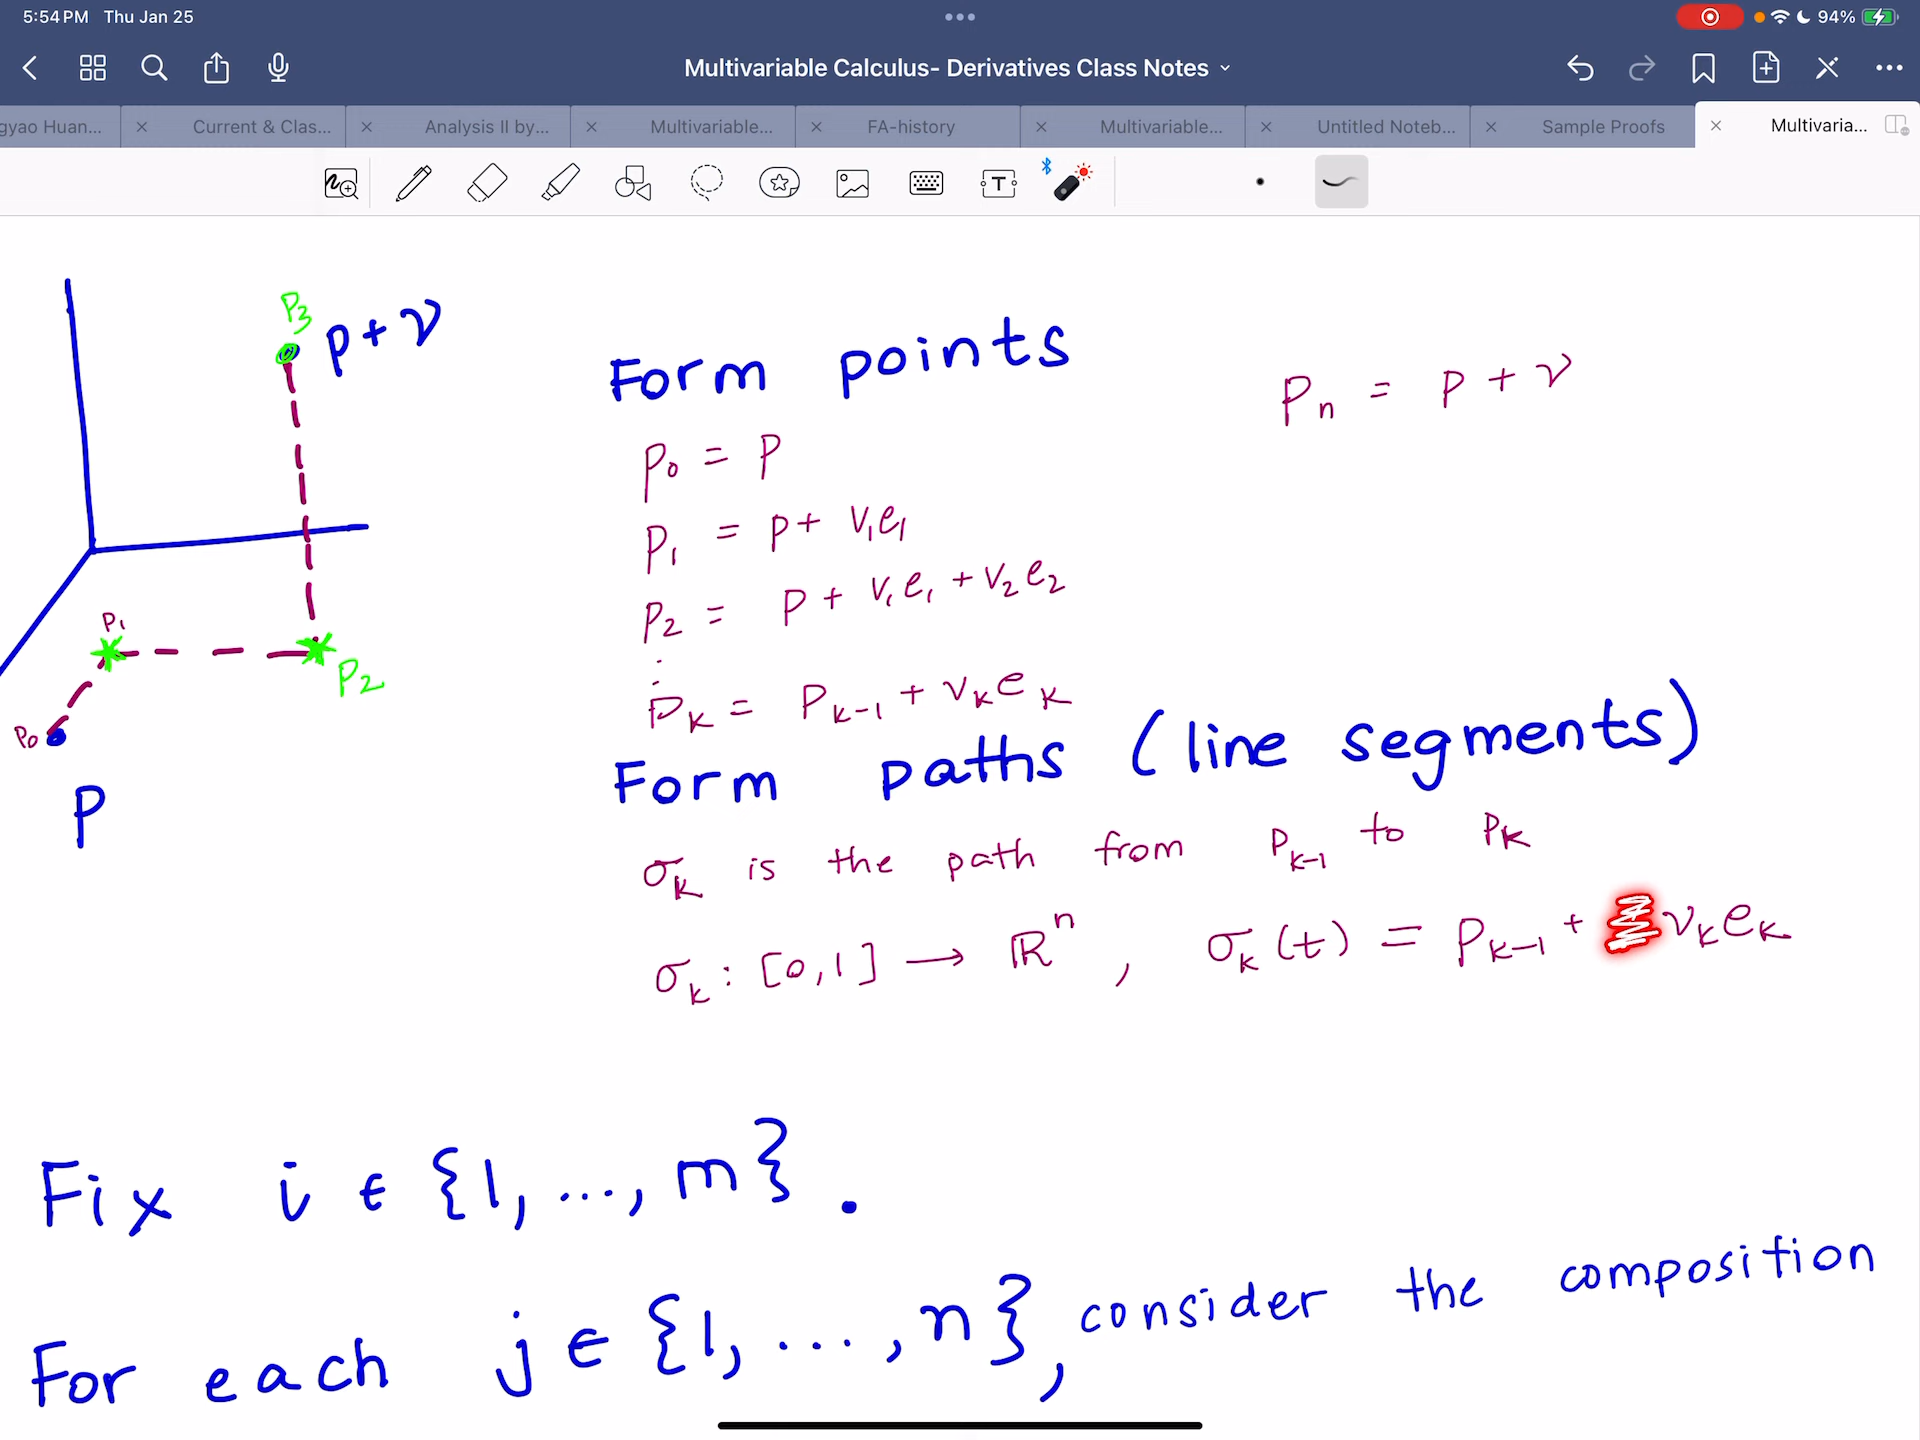 5:54 PM Thu Jan 25
94%
Multivariable Calculus- Derivatives Class Notes
gyao Huan...
Current & Clas...
Analysis II by...
Multivariable...
FA-history
Multivariable...
Untitled Noteb...
Sample Proofs
Multivaria...
T
P₃
p + v
P₁
P₂
P₀
P
Form points
Pₙ = P + v
p₀ = p
p₁ = p + v₁e₁
p₂ = p + v₁e₁ + v₂e₂
⋮
Pₖ = Pₖ₋₁ + vₖeₖ
Form paths (line segments)
σₖ is the path from Pₖ₋₁ to Pₖ
σₖ : [0,1] → ℝⁿ , σₖ(t) = Pₖ₋₁ + vₖeₖ
Fix i ∈ {1, ..., m}.
For each j ∈ {1, ..., n}, consider the composition